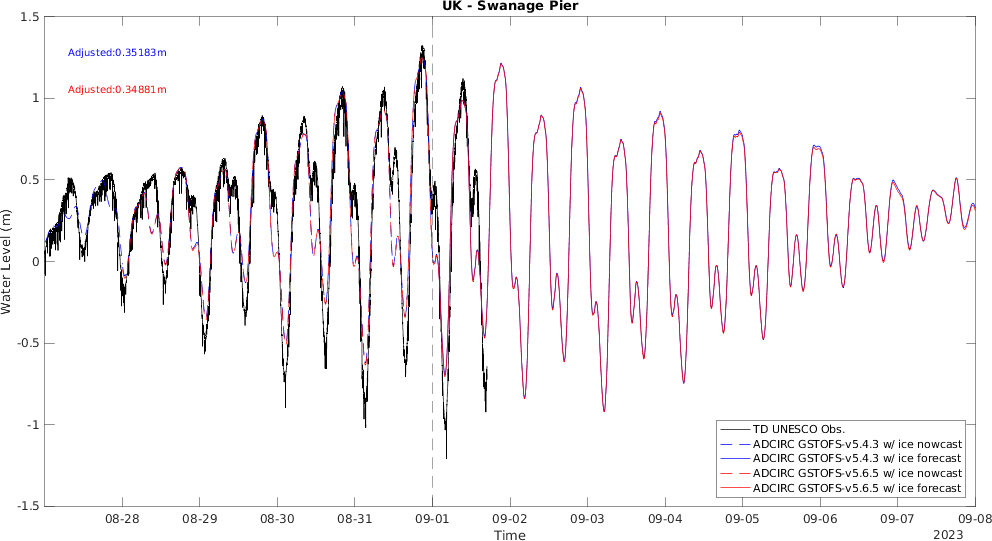 UK - Swanage Pier
Adjusted:0.35183m
Adjusted:0.34881m
1.5
1
0.5
0
-0.5
-1
-1.5
Water Level (m)
TD UNESCO Obs.
ADCIRC GSTOFS-v5.4.3 w/ ice nowcast
ADCIRC GSTOFS-v5.4.3 w/ ice forecast
ADCIRC GSTOFS-v5.6.5 w/ ice nowcast
ADCIRC GSTOFS-v5.6.5 w/ ice forecast
08-28 08-29 08-30 08-31 09-01 09-02 09-03 09-04 09-05 09-06 09-07 09-08
Time
2023